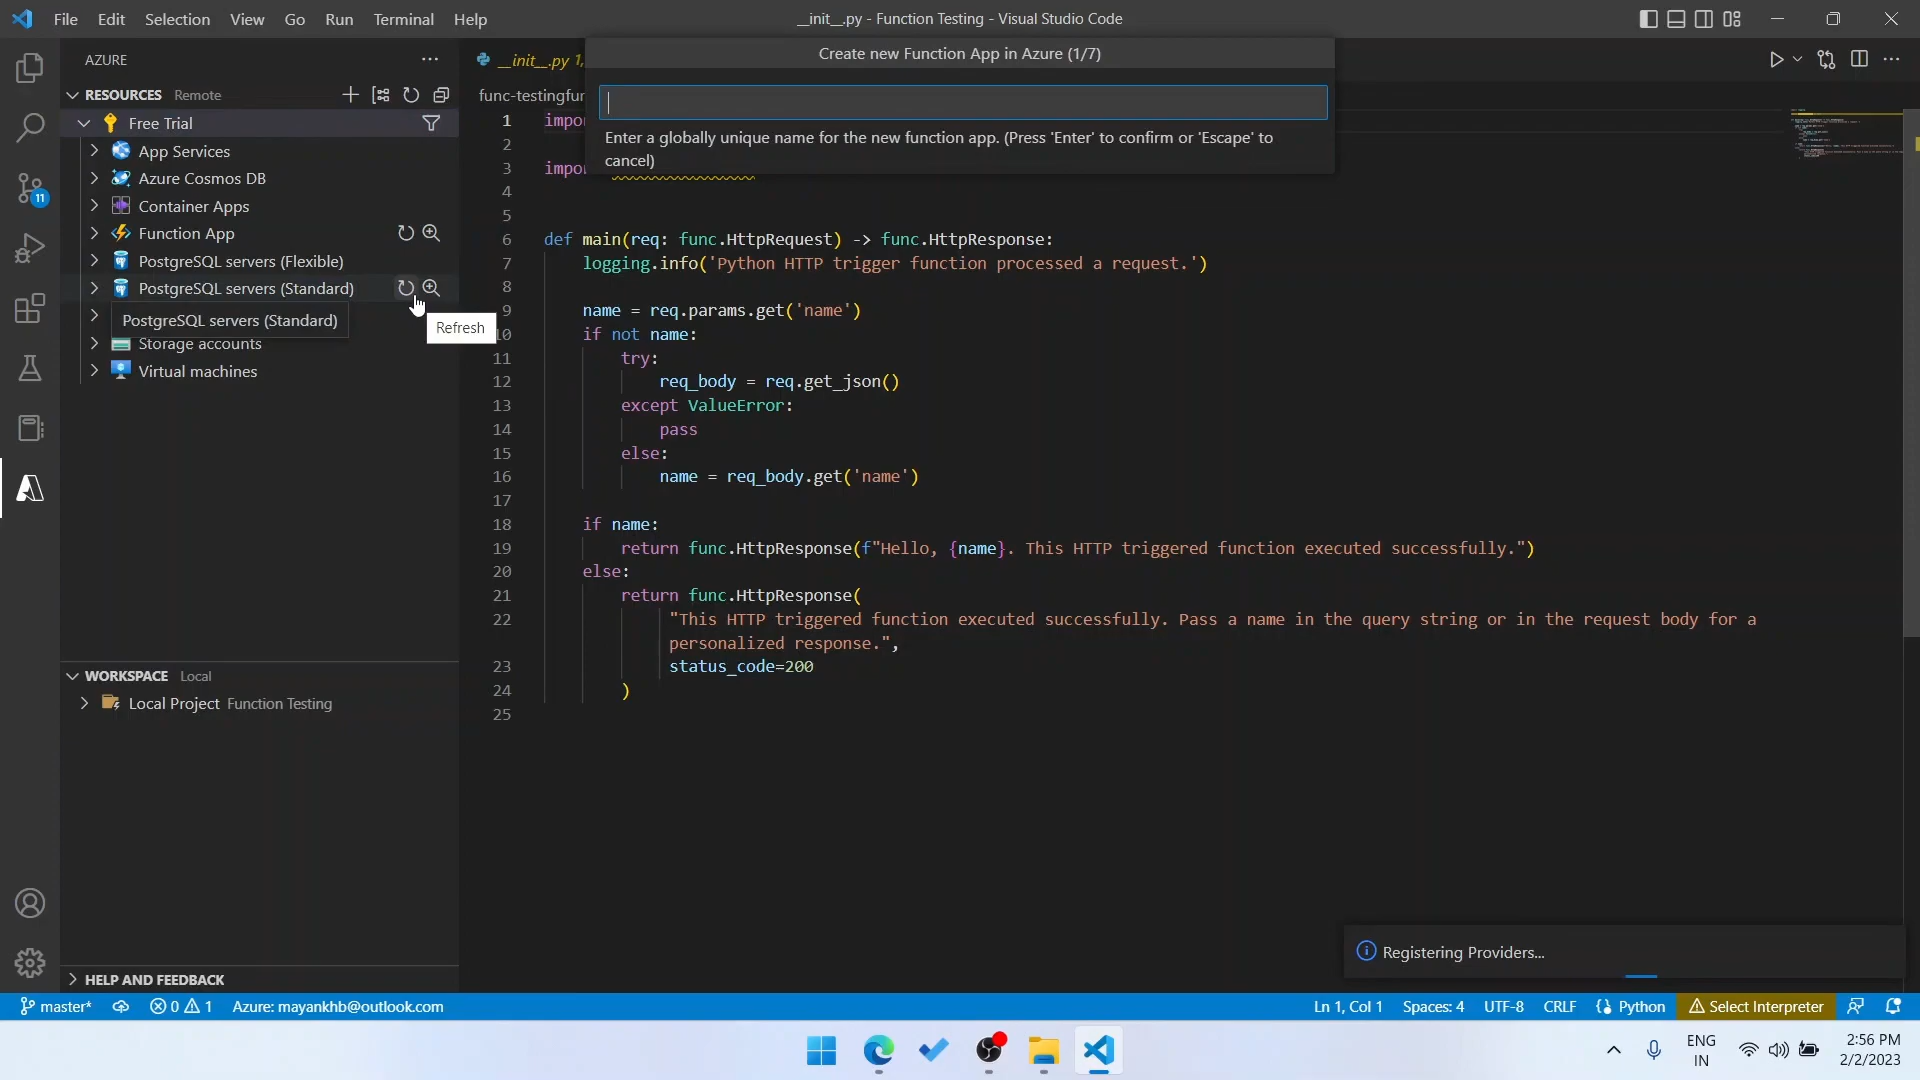 File Edit Selection View Go Run Terminal Help
__init__.py - Function Testing - Visual Studio Code
AZURE
RESOURCES Remote
Free Trial
App Services
Azure Cosmos DB
Container Apps
Function App
PostgreSQL servers (Flexible)
PostgreSQL servers (Standard)
PostgreSQL servers (Standard)
Refresh
Storage accounts
Virtual machines
WORKSPACE Local
Local Project Function Testing
HELP AND FEEDBACK
11
__init__.py 1,
func-testingfun
Create new Function App in Azure (1/7)
Enter a globally unique name for the new function app. (Press 'Enter' to confirm or 'Escape' to
cancel)
1 impo
2
3 impo
4
5
6 def main(req: func.HttpRequest) -> func.HttpResponse:
7 logging.info('Python HTTP trigger function processed a request.')
8
9 name = req.params.get('name')
10 if not name:
11 try:
12 req_body = req.get_json()
13 except ValueError:
14 pass
15 else:
16 name = req_body.get('name')
17
18 if name:
19 return func.HttpResponse(f"Hello, {name}. This HTTP triggered function executed successfully.")
20 else:
21 return func.HttpResponse(
22 "This HTTP triggered function executed successfully. Pass a name in the query string or in the request body for a
personalized response.",
23 status_code=200
24 )
25
Registering Providers...
master* 0 1 Azure: mayankhb@outlook.com
Ln 1, Col 1 Spaces: 4 UTF-8 CRLF Python Select Interpreter
ENG
IN
2:56 PM
2/2/2023